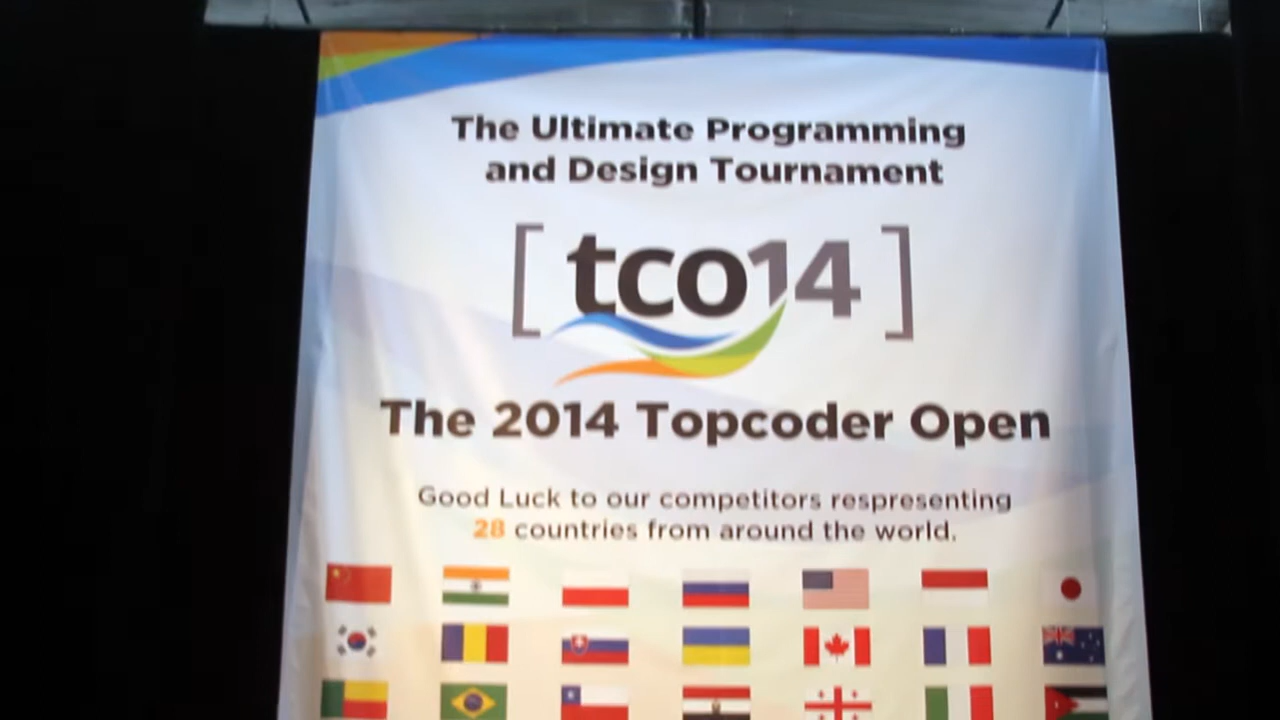 The Ultimate Programming
and Design Tournament
[tco14]
The 2014 Topcoder Open
Good Luck to our competitors respresenting
28 countries from around the world.